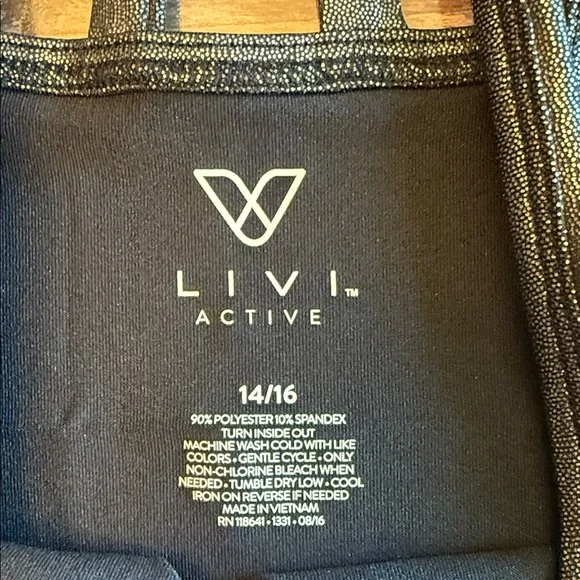 LIVI™
ACTIVE
14/16
90% POLYESTER 10% SPANDEX
TURN INSIDE OUT
MACHINE WASH COLD WITH LIKE
COLORS • GENTLE CYCLE • ONLY
NON-CHLORINE BLEACH WHEN
NEEDED • TUMBLE DRY LOW • COOL
IRON ON REVERSE IF NEEDED
MADE IN VIETNAM
RN 118641 • 1331 • 08/16